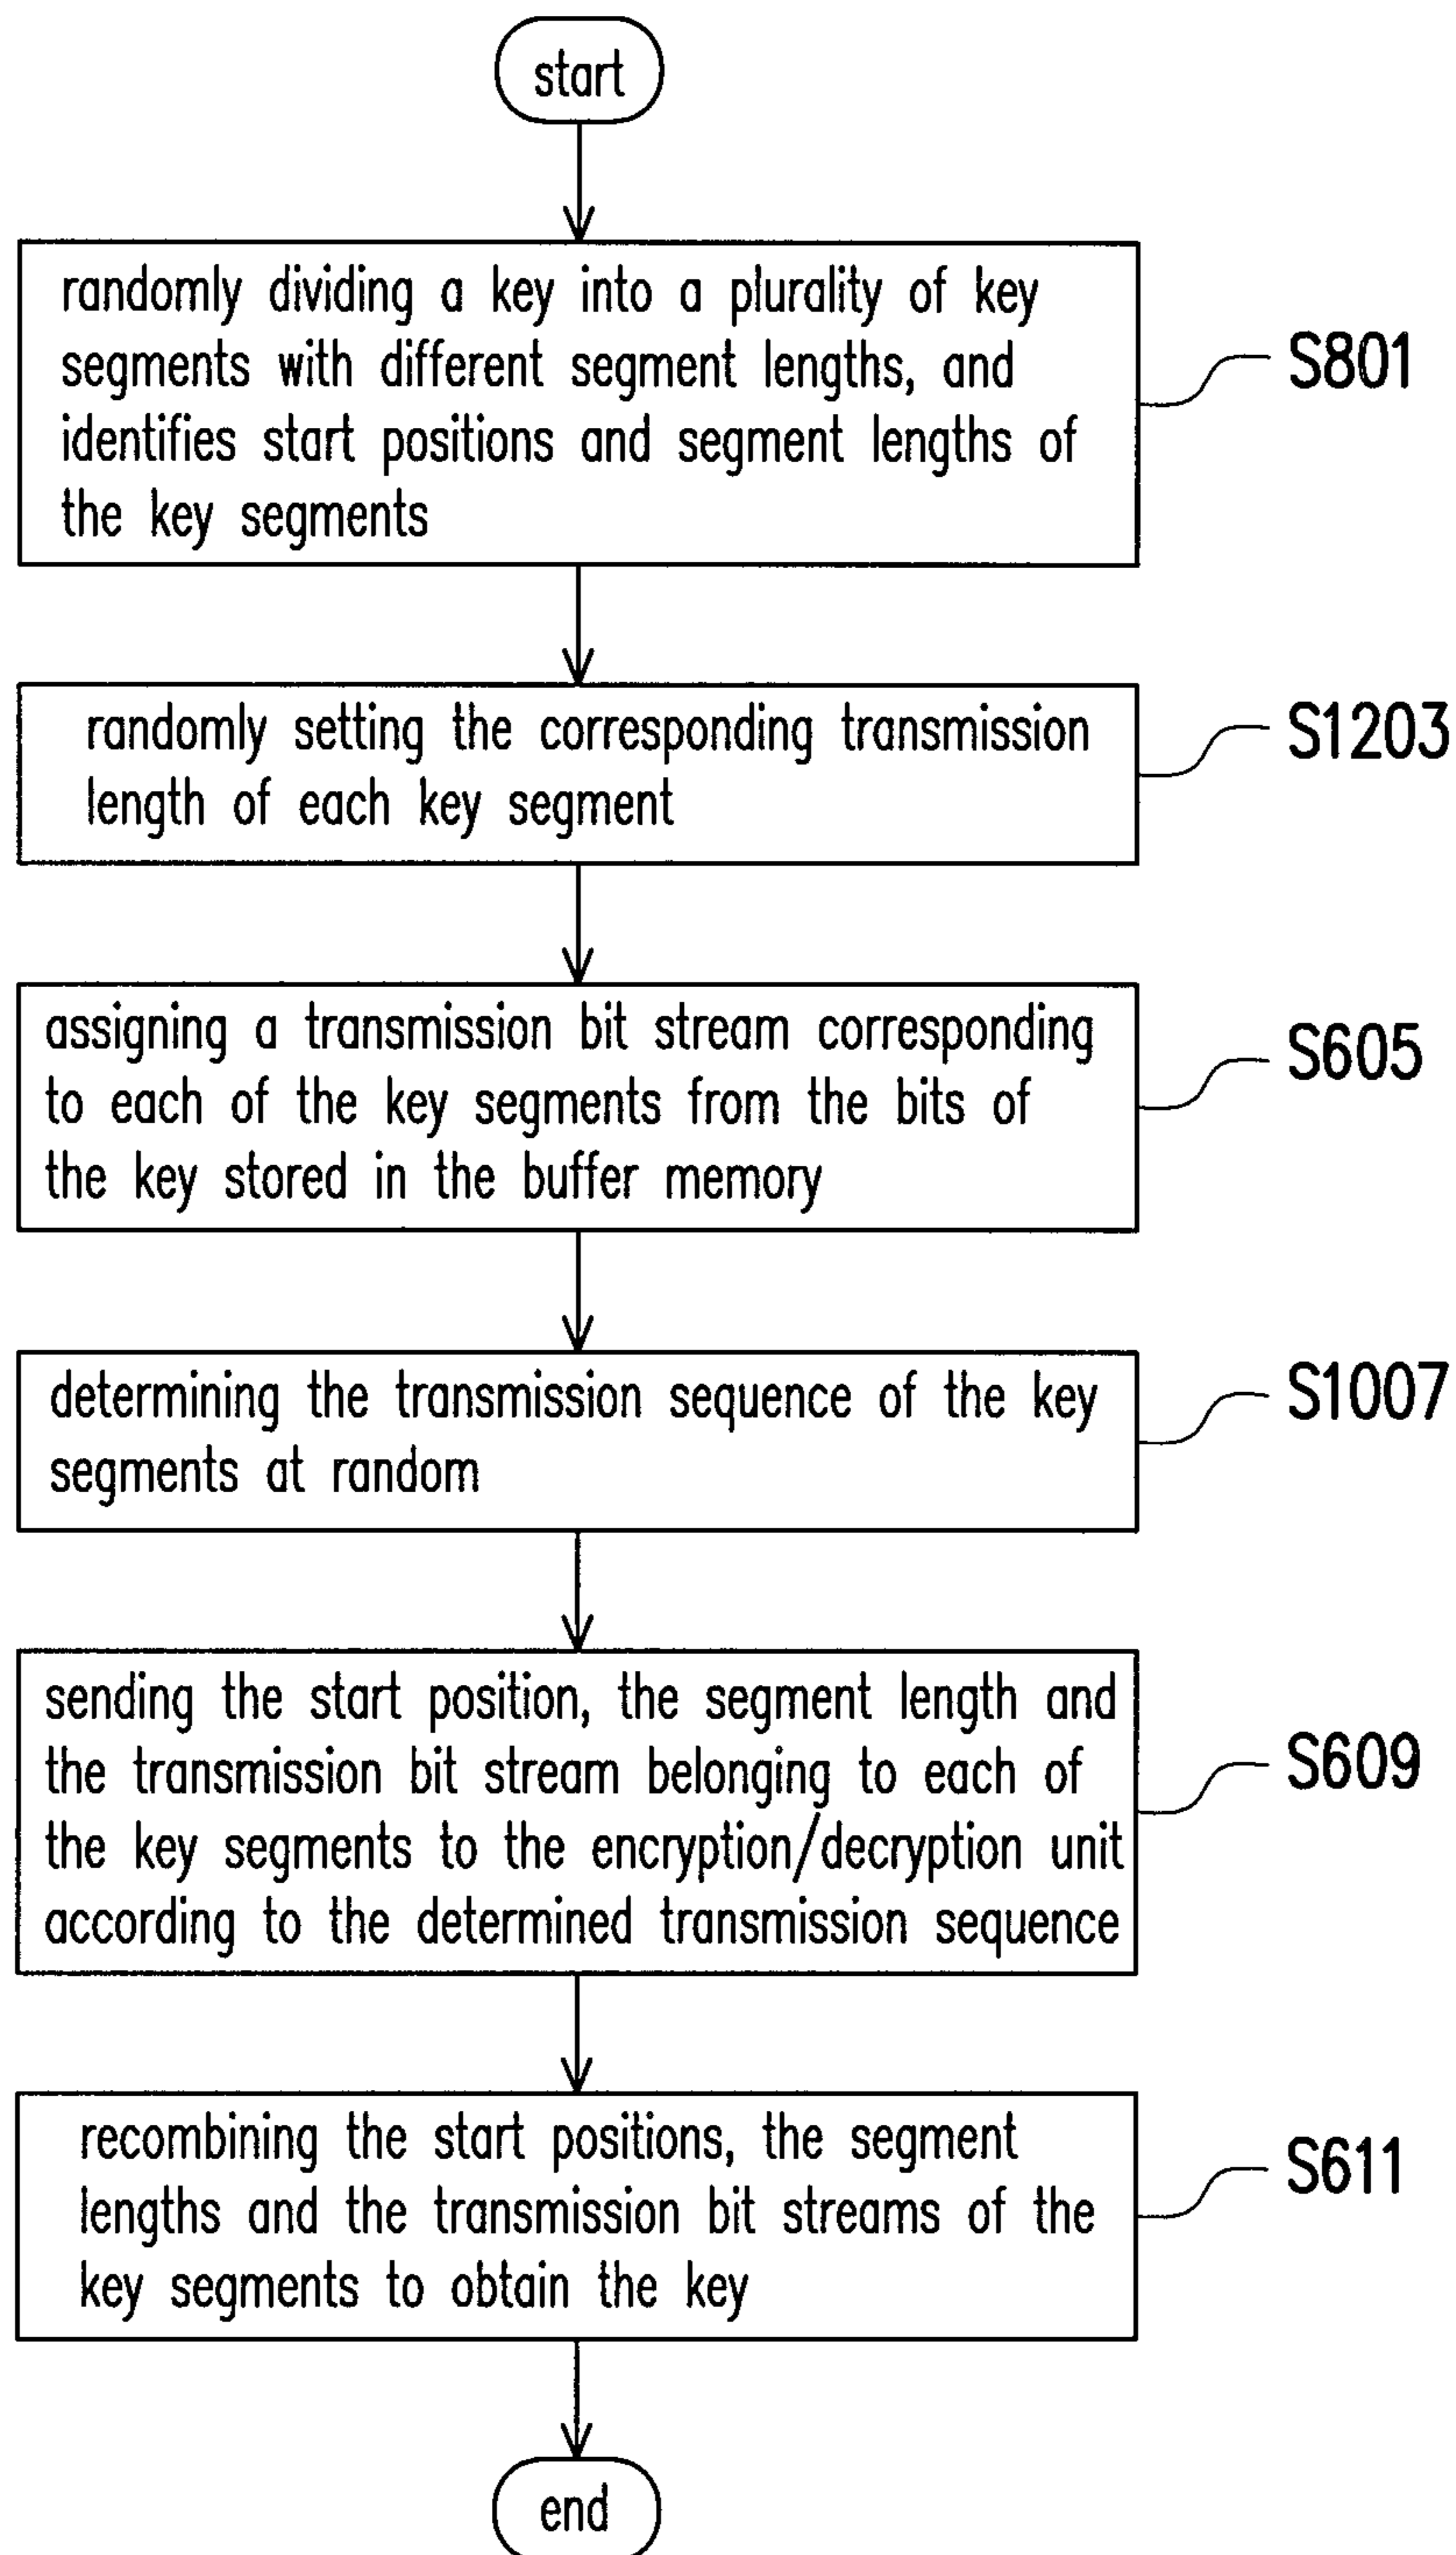 start
randomly dividing a key into a plurality of key
segments with different segment lengths, and
identifies start positions and segment lengths of
the key segments
S801
randomly setting the corresponding transmission
length of each key segment
S1203
assigning a transmission bit stream corresponding
to each of the key segments from the bits of
the key stored in the buffer memory
S605
determining the transmission sequence of the key
segments at random
S1007
sending the start position, the segment length and
the transmission bit stream belonging to each of
the key segments to the encryption/decryption unit
according to the determined transmission sequence
S609
recombining the start positions, the segment
lengths and the transmission bit streams of the
key segments to obtain the key
S611
end